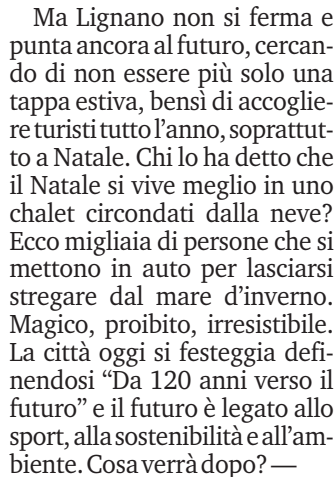 Ma Lignano non si ferma e
punta ancora al futuro, cercan-
do di non essere più solo una
tappa estiva, bensì di accoglie-
re turisti tutto l’anno, soprattut-
to a Natale. Chi lo ha detto che
il Natale si vive meglio in uno
chalet circondati dalla neve?
Ecco migliaia di persone che si
mettono in auto per lasciarsi
stregare dal mare d’inverno.
Magico, proibito, irresistibile.
La città oggi si festeggia defi-
nendosi “Da 120 anni verso il
futuro” e il futuro è legato allo
sport, alla sostenibilità e all’am-
biente. Cosa verrà dopo? —